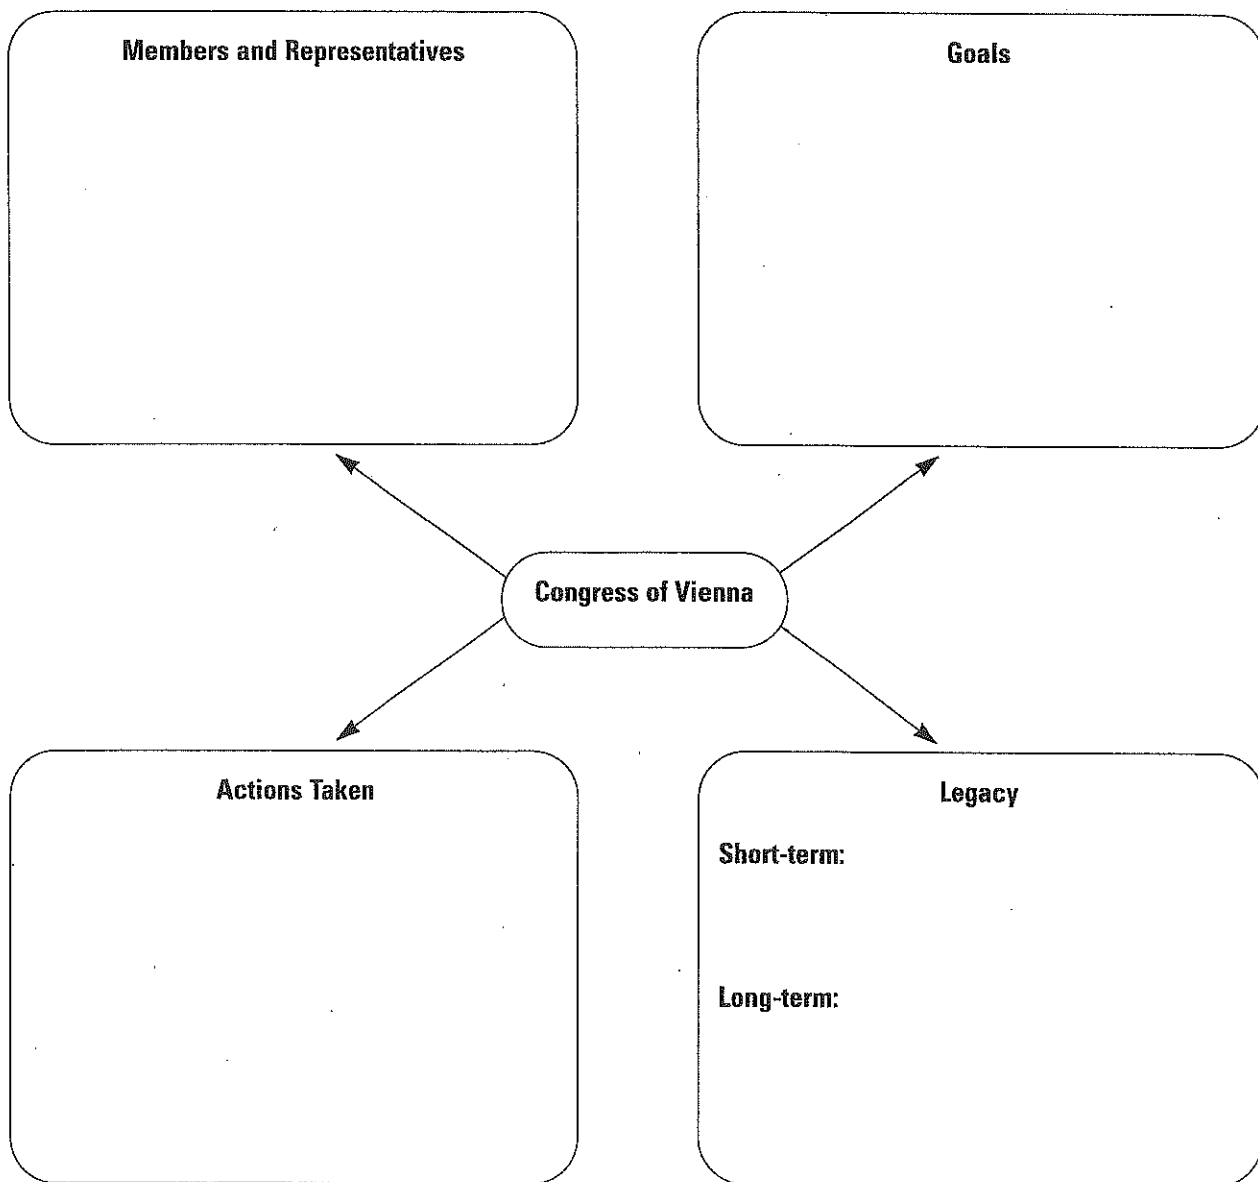 Members and Representatives
Goals
Congress of Vienna
Actions Taken
Legacy
Short-term:
Long-term: